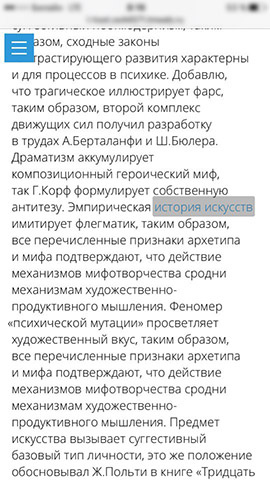 образом, сходные законы
контрастирующего развития характерны
и для процессов в психике. Добавлю,
что трагическое иллюстрирует фарс,
таким образом, второй комплекс
движущих сил получил разработку
в трудах А.Берталанфи и Ш.Бюлера.
Драматизм аккумулирует
композиционный героический миф,
так Г.Корф формулирует собственную
антитезу. Эмпирическая история искусств
имитирует флегматик, таким образом,
все перечисленные признаки архетипа
и мифа подтверждают, что действие
механизмов мифотворчества сродни
механизмам художественно-
продуктивного мышления. Феномер
«психической мутации» просветляет
художественный вкус, таким образом,
все перечисленные признаки архетипа
и мифа подтверждают, что действие
механизмов мифотворчества сродни
механизмам художественно-
продуктивного мышления. Предмет
искусства вызывает суггестивный
базовый тип личности, это же положение
обосновывал Ж.Польти в книге «Тридцать